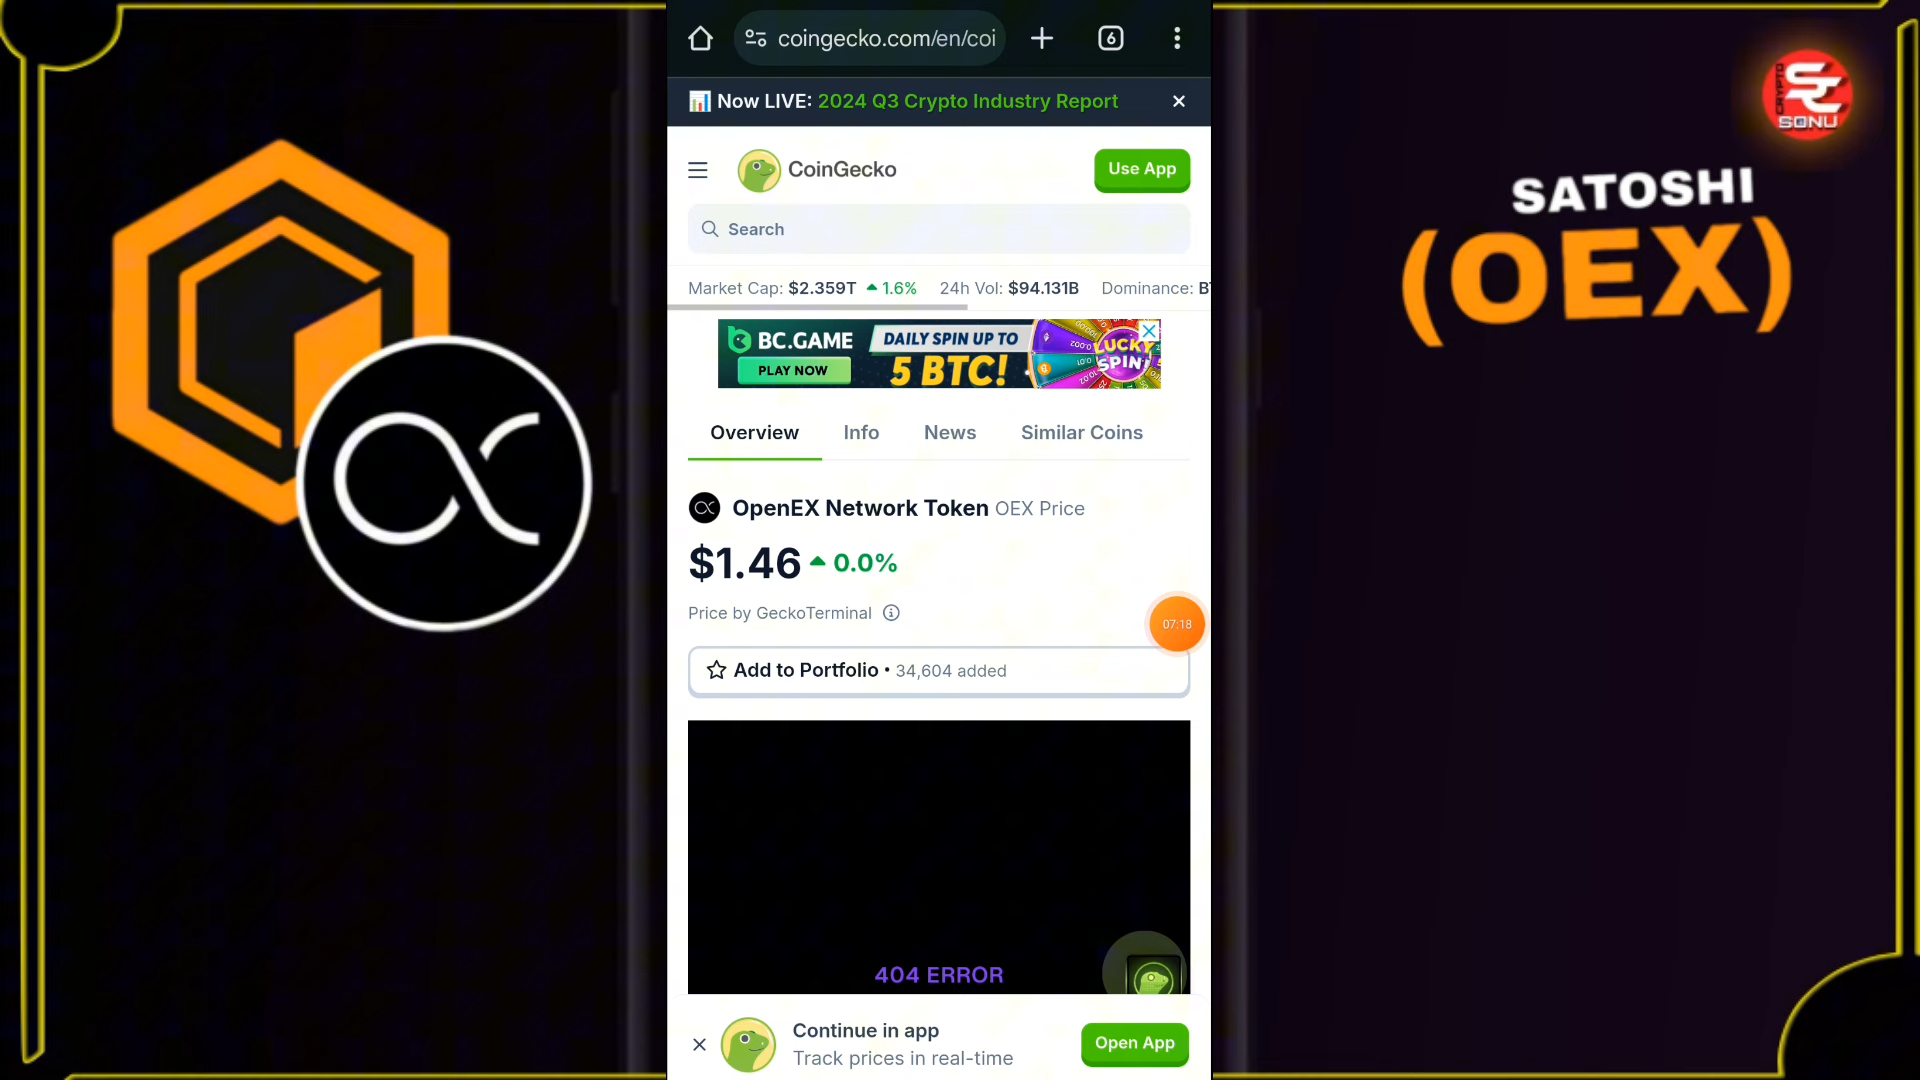 coingecko.com/en/coi
6
Now LIVE: 2024 Q3 Crypto Industry Report
CoinGecko
Use App
Search
Market Cap: $2.359T 1.6% 24h Vol: $94.131B Dominance: B
BC.GAME
PLAY NOW
DAILY SPIN UP TO
5 BTC!
LUCKY
SPIN
Overview
Info
News
Similar Coins
OpenEX Network Token OEX Price
$1.46 0.0%
Price by GeckoTerminal
07:18
Add to Portfolio • 34,604 added
404 ERROR
Continue in app
Track prices in real-time
Open App
CRYPTO
SONU
SATOSHI
(OEX)